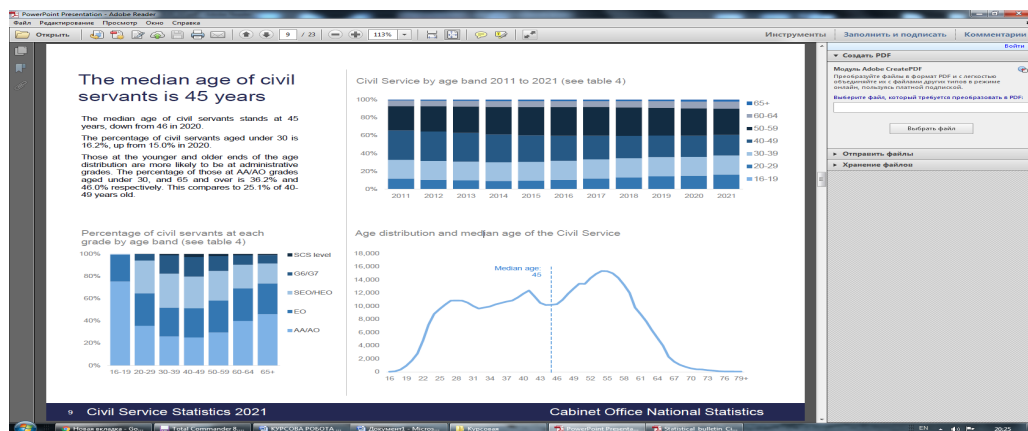 PowerPoint Presentation - Adobe Reader
Файл Редактирование Просмотр Окно Справка
Открыть 9 / 23 113% Инструменты Заполнить и подписать Комментарии
Войти
The median age of civil
servants is 45 years
The median age of civil servants stands at 45
years, down from 46 in 2020.
The percentage of civil servants aged under 30 is
16.2%, up from 15.0% in 2020.
Those at the younger and older ends of the age
distribution are more likely to be at administrative
grades. The percentage of those at AA/AO grades
aged under 30, and 65 and over is 36.2% and
46.0% respectively. This compares to 25.1% of 40-
49 years old.
Civil Service by age band 2011 to 2021 (see table 4)
100%
80%
60%
40%
20%
0%
2011 2012 2013 2014 2015 2016 2017 2018 2019 2020 2021
65+
60-64
50-59
40-49
30-39
20-29
16-19
Percentage of civil servants at each
grade by age band (see table 4)
100%
80%
60%
40%
20%
0%
16-19 20-29 30-39 40-49 50-59 60-64 65+
SCS level
G6/G7
SEO/HEO
EO
AA/AO
Age distribution and median age of the Civil Service
18,000
16,000
14,000
12,000
10,000
8,000
6,000
4,000
2,000
0
Median age:
45
16 19 22 25 28 31 34 37 40 43 46 49 52 55 58 61 64 67 70 73 76 79+
9 Civil Service Statistics 2021 Cabinet Office National Statistics
Создать PDF
Модуль Adobe CreatePDF
Преобразуйте файлы в формат PDF и с легкостью
объединяйте их с файлами других типов в режиме
онлайн, пользуясь платной подпиской.
Выберите файл, который требуется преобразовать в PDF:
Выбрать файл
Отправить файлы
Хранение файлов
Новая вкладка - Go... Total Commander 8.... КУРСОВА РОБОТА ... Документ1 - Micros... Курсовая PowerPoint Presenta... Statistical bulletin_Ci... EN 20:25